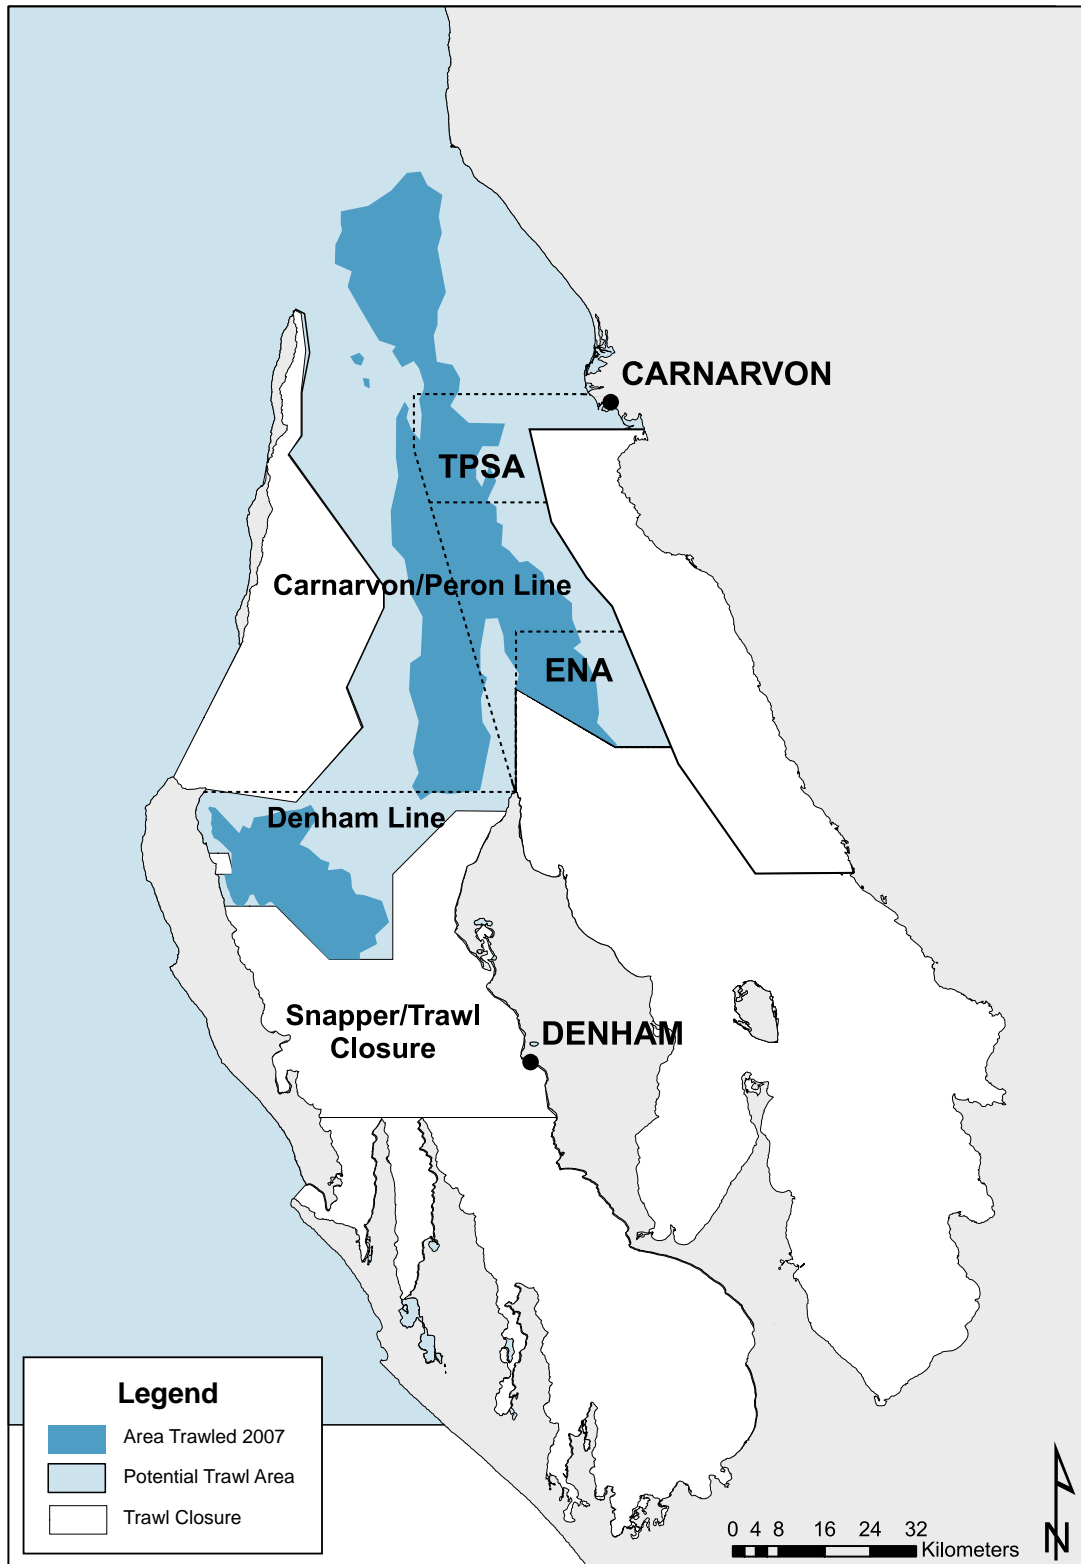 CARNARVON
TPSA
Carnarvon/Peron Line
ENA
Denham Line
Snapper/Trawl
Closure
DENHAM
Legend
Area Trawled 2007
Potential Trawl Area
Trawl Closure
0 4 8 16 24 32
Kilometers
N